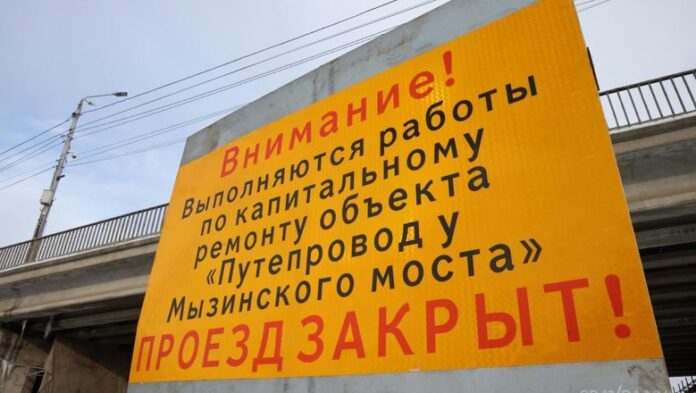 Внимание!
Выполняются работы
по капитальному
ремонту объекта
«Путепровод у
Мызинского моста»
ПРОЕЗД ЗАКРЫТ!